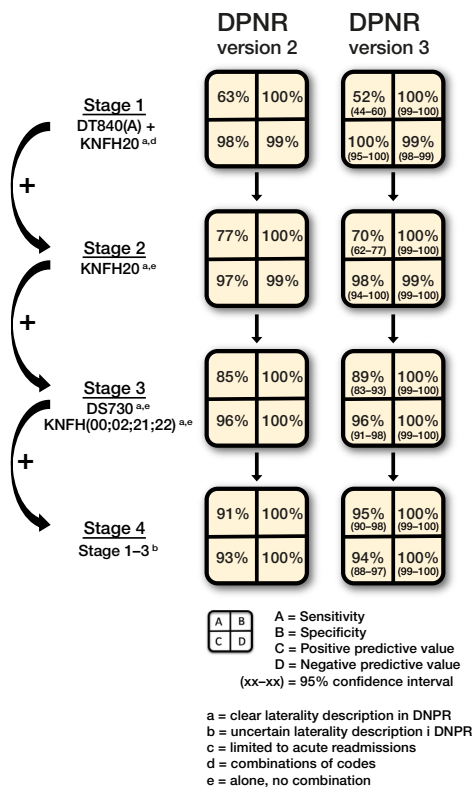 DPNR
version 2
DPNR
version 3
Stage 1
DT840(A) +
KNFH20 a,d
63% 100%
98% 99%
52% 100%
(44–60) (99–100)
100% 99%
(95–100) (98–99)
+
Stage 2
KNFH20 a,e
77% 100%
97% 99%
70% 100%
(62–77) (99–100)
98% 99%
(94–100) (99–100)
+
Stage 3
DS730 a,e
KNFH(00;02;21;22) a,e
85% 100%
96% 100%
89% 100%
(83–93) (99–100)
96% 100%
(91–98) (99–100)
+
Stage 4
Stage 1–3 b
91% 100%
93% 100%
95% 100%
(90–98) (99–100)
94% 100%
(88–97) (99–100)
A B
C D
A = Sensitivity
B = Specificity
C = Positive predictive value
D = Negative predictive value
(xx–xx) = 95% confidence interval
a = clear laterality description in DNPR
b = uncertain laterality description i DNPR
c = limited to acute readmissions
d = combinations of codes
e = alone, no combination